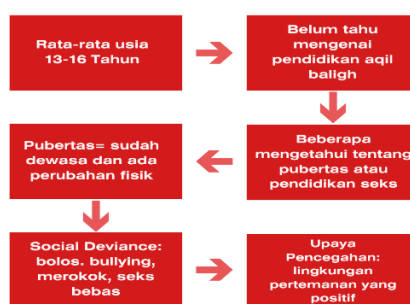 Rata-rata usia
13-16 Tahun
Belum tahu
mengenai
pendidikan aqil
baligh
Beberapa
mengetahui tentang
pubertas atau
pendidikan seks
Pubertas= sudah
dewasa dan ada
perubahan fisik
Social Deviance:
bolos. bullying,
merokok, seks
bebas
Upaya
Pencegahan:
lingkungan
pertemanan yang
positif